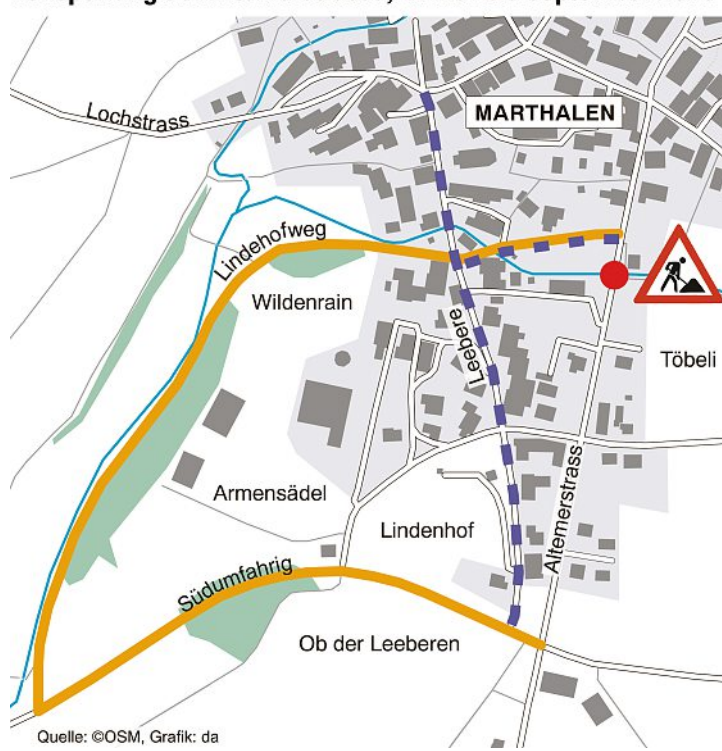 Lochstrass
MARTHALEN
Lindehofweg
Wildenrain
Leebere
Töbeli
Armensädel
Lindenhof
Altemerstrass
Südumfahrig
Ob der Leeberen
Quelle: ©OSM, Grafik: da